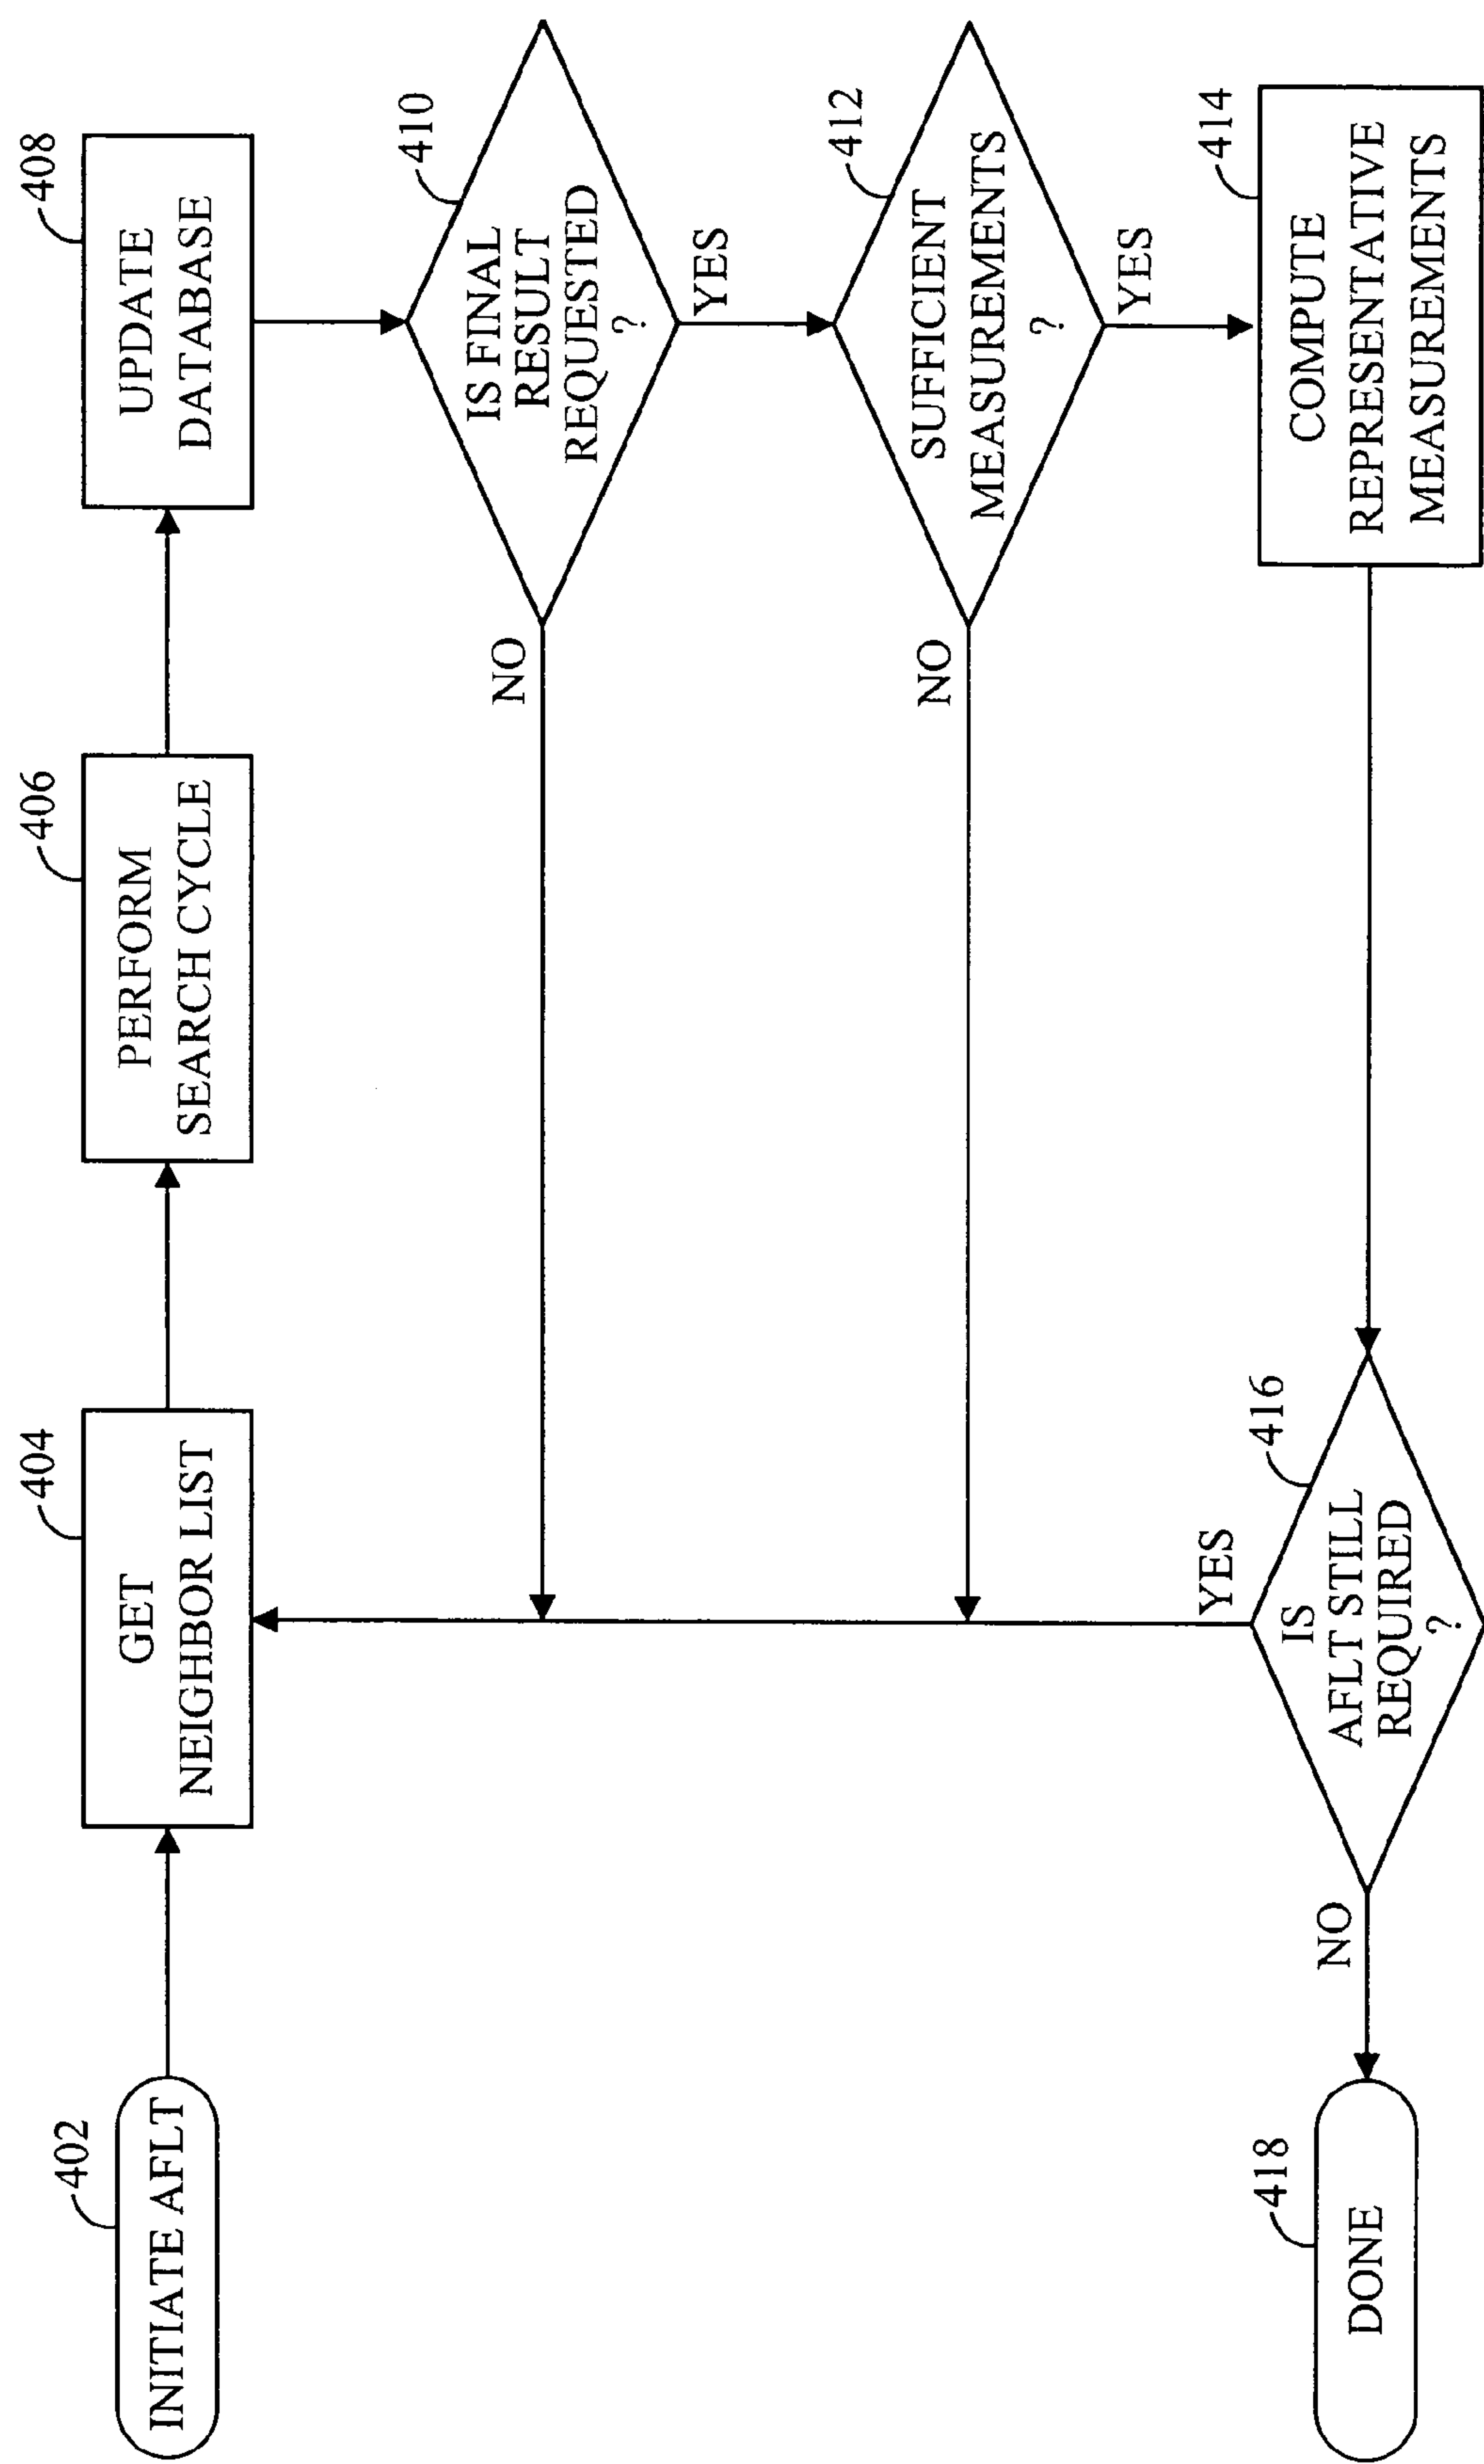 402
INITIATE AFLT
404
GET
NEIGHBOR LIST
406
PERFORM
SEARCH CYCLE
408
UPDATE
DATABASE
410
IS FINAL
RESULT
REQUESTED
?
NO
YES
412
SUFFICIENT
MEASUREMENTS
?
NO
YES
414
COMPUTE
REPRESENTATIVE
MEASUREMENTS
416
IS
AFLT STILL
REQUIRED
?
YES
NO
418
DONE